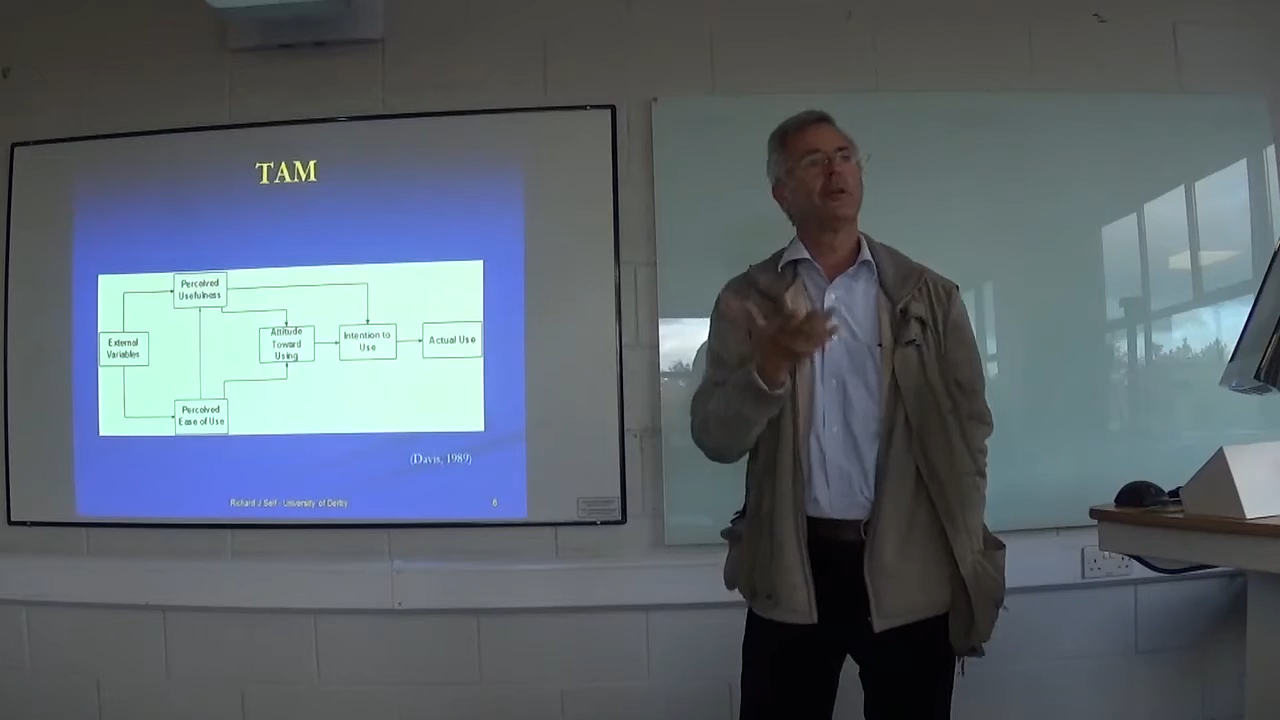 TAM
Perceived
Usefulness
External
Variables
Attitude
Toward
Using
Intention to
Use
Actual Use
Perceived
Ease of Use
(Davis, 1989)
Richard J Self - University of Derby
6